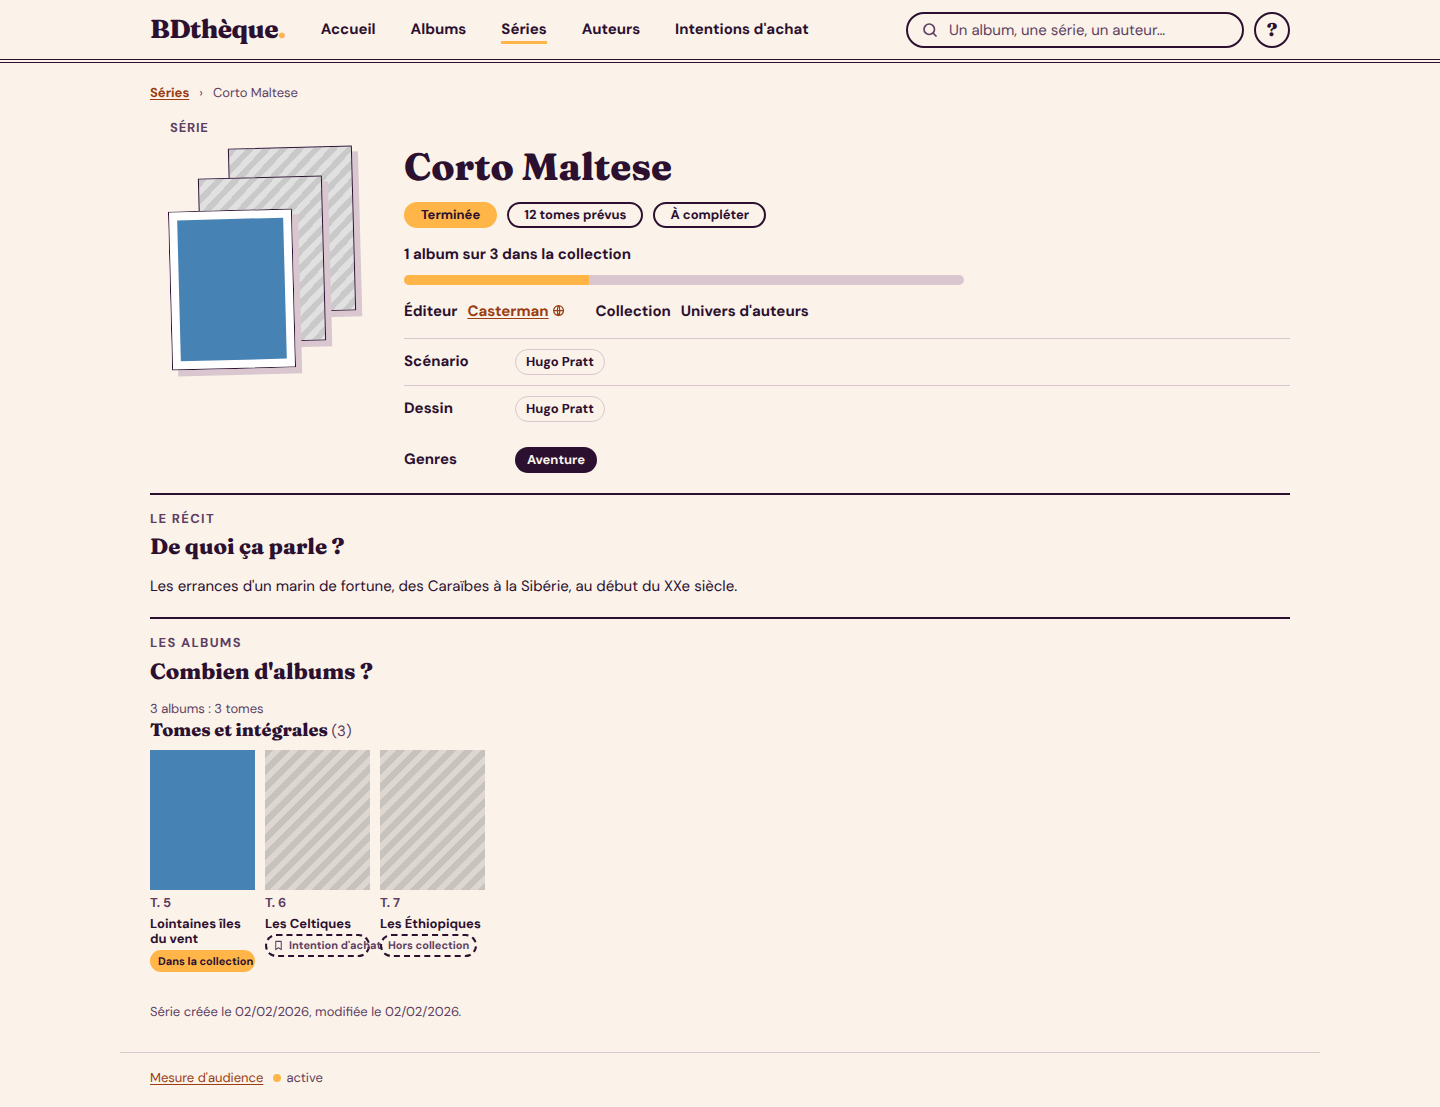 BDthèque.
Accueil
Albums
Séries
Auteurs
Intentions d'achat
Un album, une série, un auteur…
?
Séries › Corto Maltese
SÉRIE
Corto Maltese
Terminée
12 tomes prévus
À compléter
1 album sur 3 dans la collection
Éditeur Casterman
Collection Univers d'auteurs
Scénario Hugo Pratt
Dessin Hugo Pratt
Genres Aventure
LE RÉCIT
De quoi ça parle ?
Les errances d'un marin de fortune, des Caraïbes à la Sibérie, au début du XXe siècle.
LES ALBUMS
Combien d'albums ?
3 albums : 3 tomes
Tomes et intégrales (3)
T. 5
Lointaines îles
du vent
Dans la collection
T. 6
Les Celtiques
Intention d'achat
T. 7
Les Éthiopiques
Hors collection
Série créée le 02/02/2026, modifiée le 02/02/2026.
Mesure d'audience active